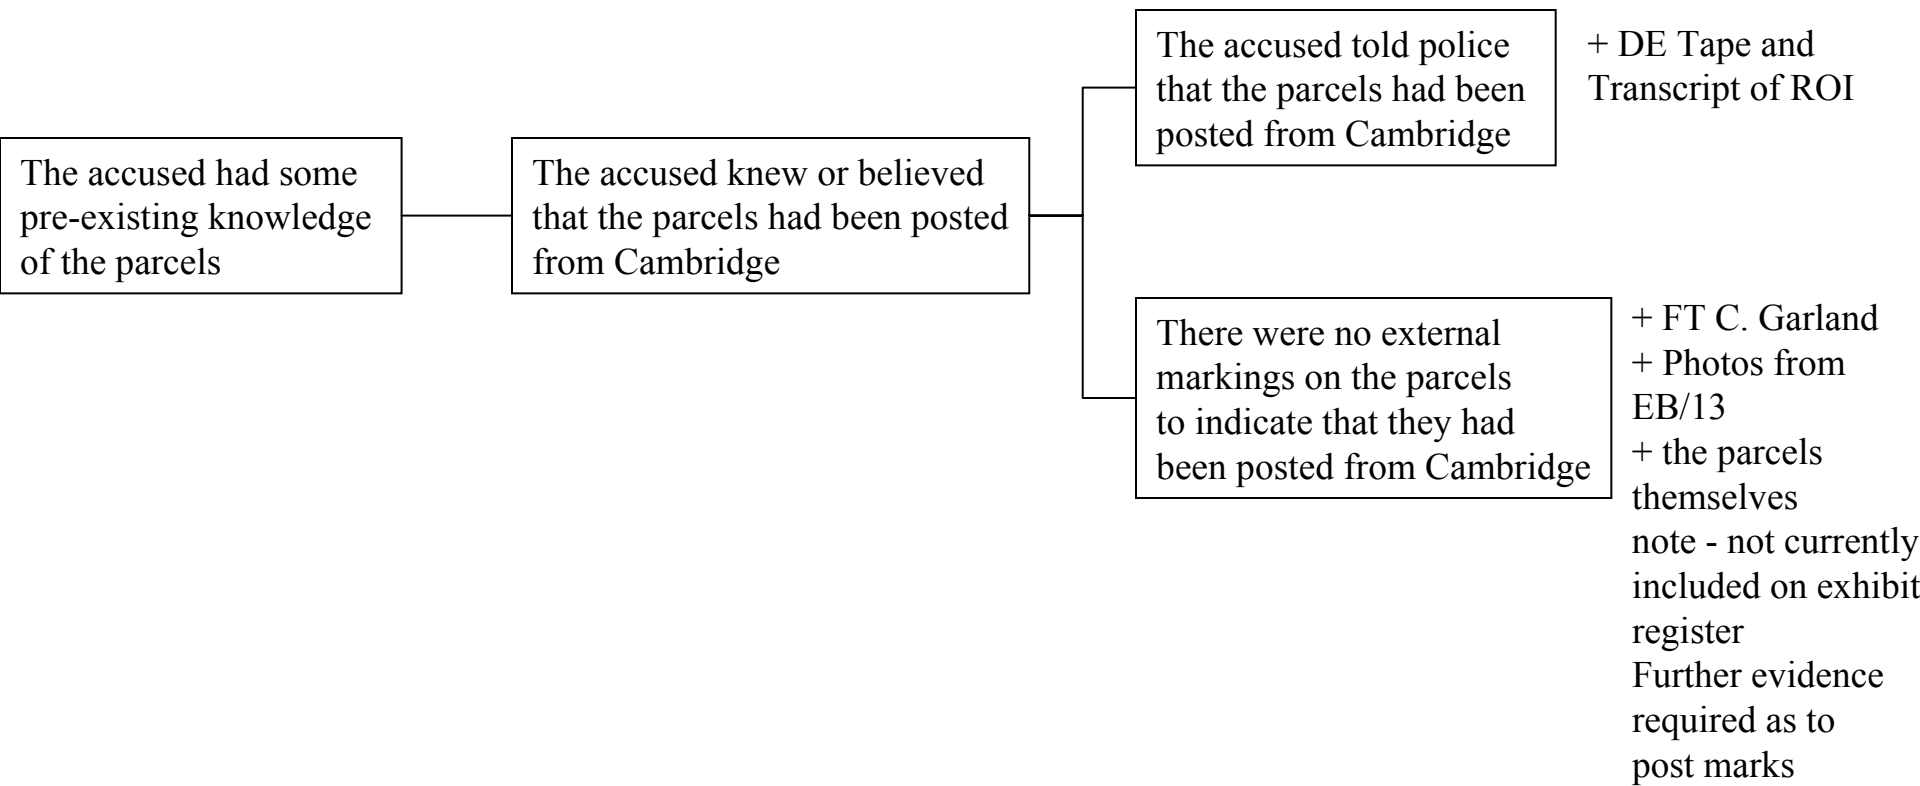 The accused had some
pre-existing knowledge
of the parcels
The accused knew or believed
that the parcels had been posted
from Cambridge
The accused told police
that the parcels had been
posted from Cambridge
+ DE Tape and
Transcript of ROI
There were no external
markings on the parcels
to indicate that they had
been posted from Cambridge
+ FT C. Garland
+ Photos from
EB/13
+ the parcels
themselves
note - not currently
included on exhibit
register
Further evidence
required as to
post marks